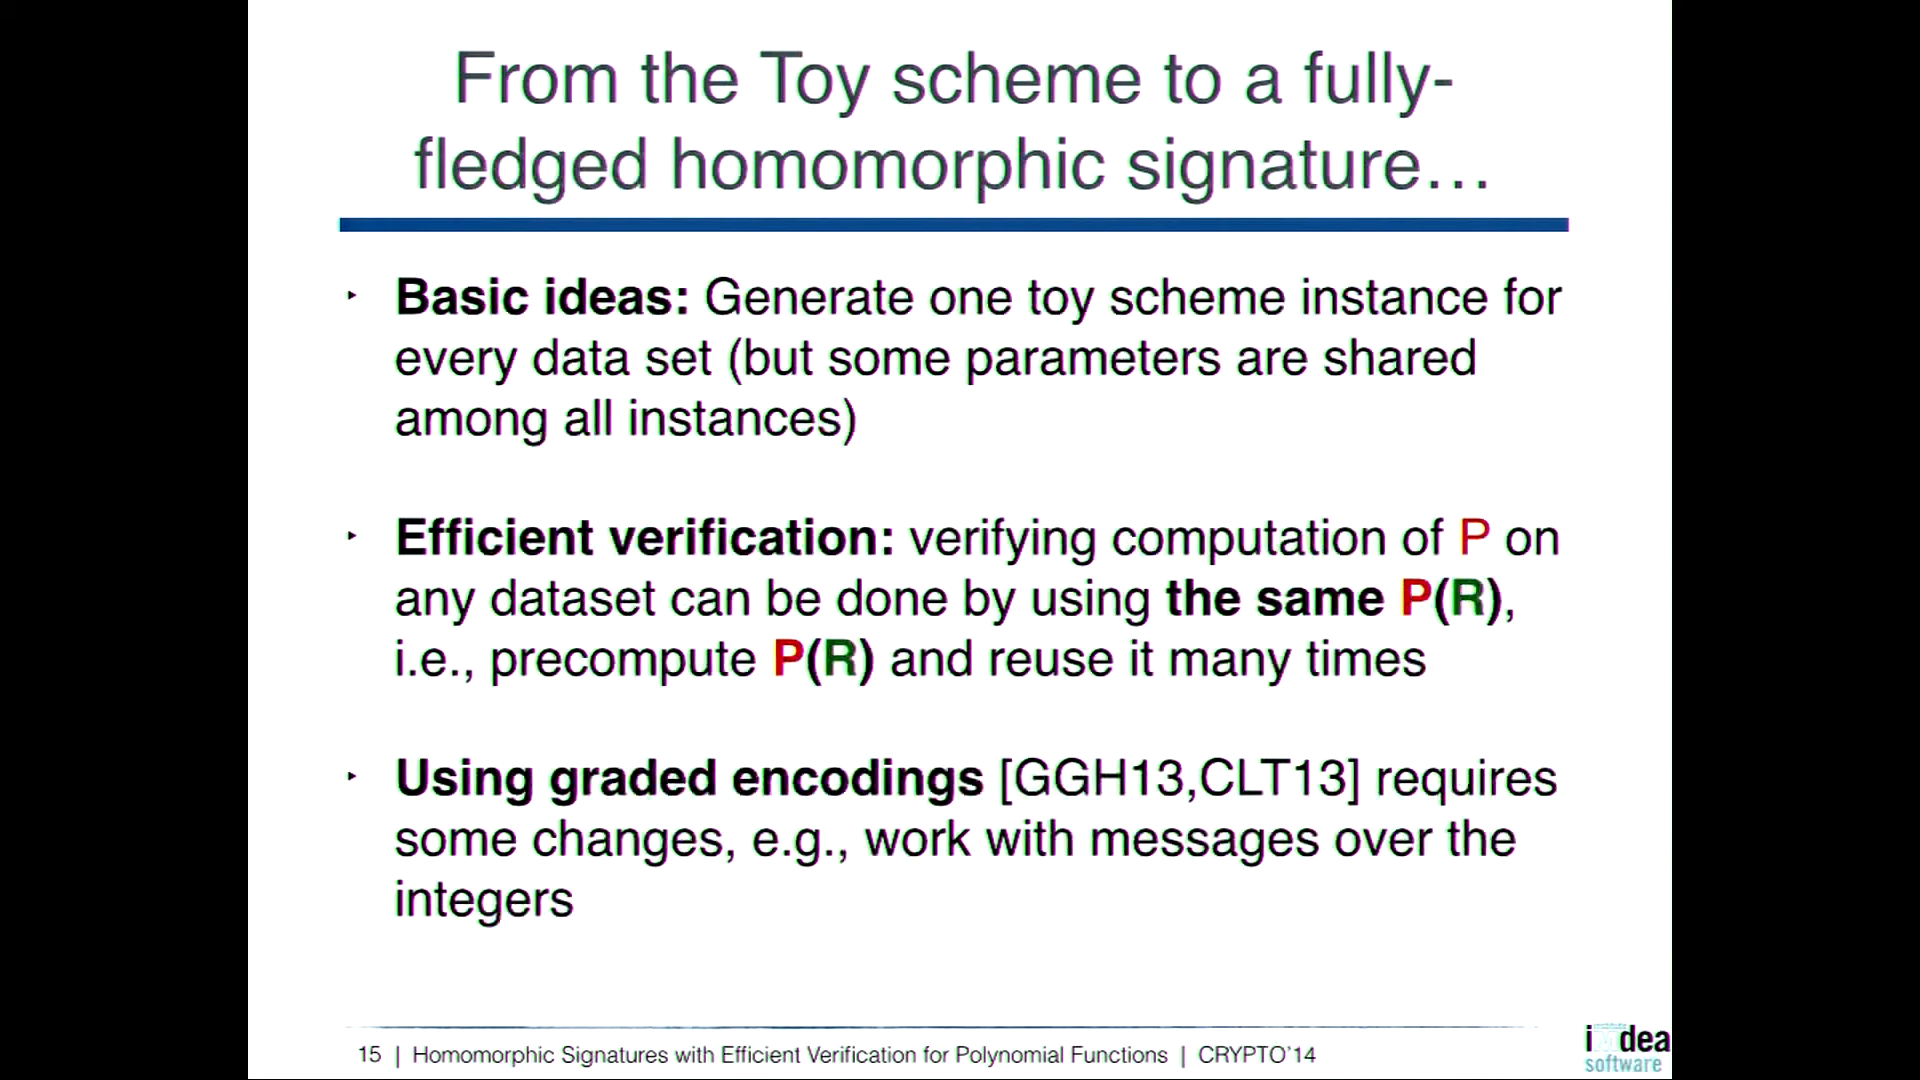 From the Toy scheme to a fully-
fledged homomorphic signature…
‣ Basic ideas: Generate one toy scheme instance for
every data set (but some parameters are shared
among all instances)
‣ Efficient verification: verifying computation of P on
any dataset can be done by using the same P(R),
i.e., precompute P(R) and reuse it many times
‣ Using graded encodings [GGH13,CLT13] requires
some changes, e.g., work with messages over the
integers
15 | Homomorphic Signatures with Efficient Verification for Polynomial Functions | CRYPTO'14
imdea
software